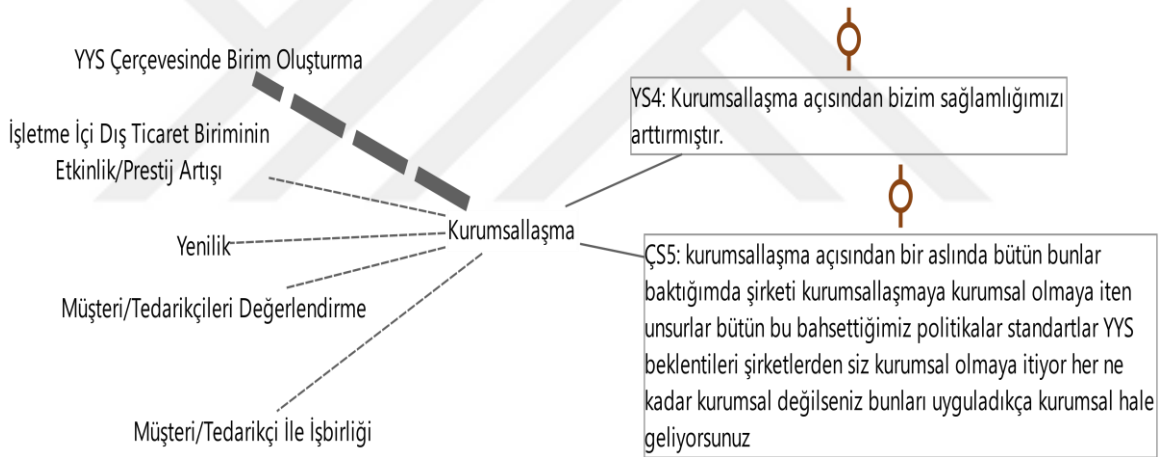 YYS Çerçevesinde Birim Oluşturma
İşletme İçi Dış Ticaret Biriminin
Etkinlik/Prestij Artışı
Yenilik
Müşteri/Tedarikçileri Değerlendirme
Müşteri/Tedarikçi İle İşbirliği
Kurumsallaşma
YS4: Kurumsallaşma açısından bizim sağlamlığımızı
arttırmıştır.
ÇS5: kurumsallaşma açısından bir aslında bütün bunlar
baktığımda şirketi kurumsallaşmaya kurumsal olmaya iten
unsurlar bütün bu bahsettiğimiz politikalar standartlar YYS
beklentileri şirketlerden siz kurumsal olmaya itiyor her ne
kadar kurumsal değilseniz bunları uyguladıkça kurumsal hale
geliyorsunuz